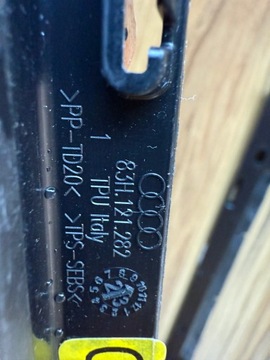 83H.121.282
1 TPU Italy
>PP-TD20< >TPS-SEBS<